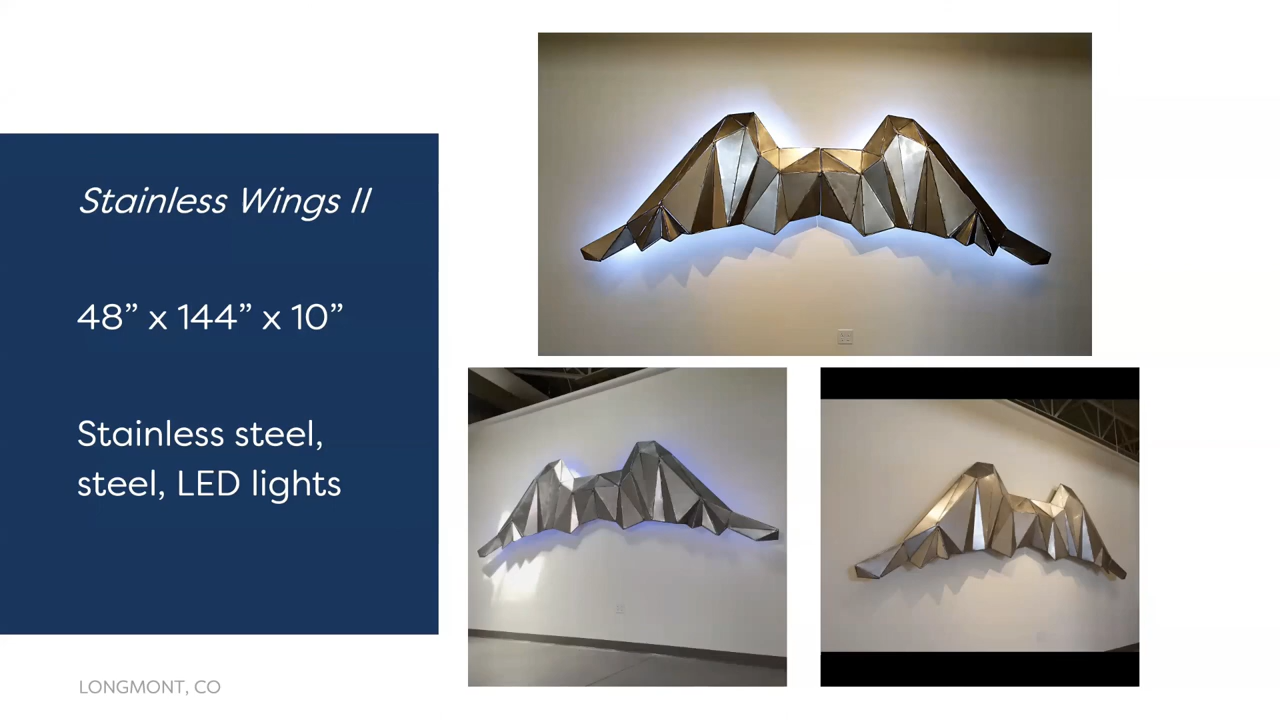 Stainless Wings II
48” x 144” x 10”
Stainless steel,
steel, LED lights
LONGMONT, CO